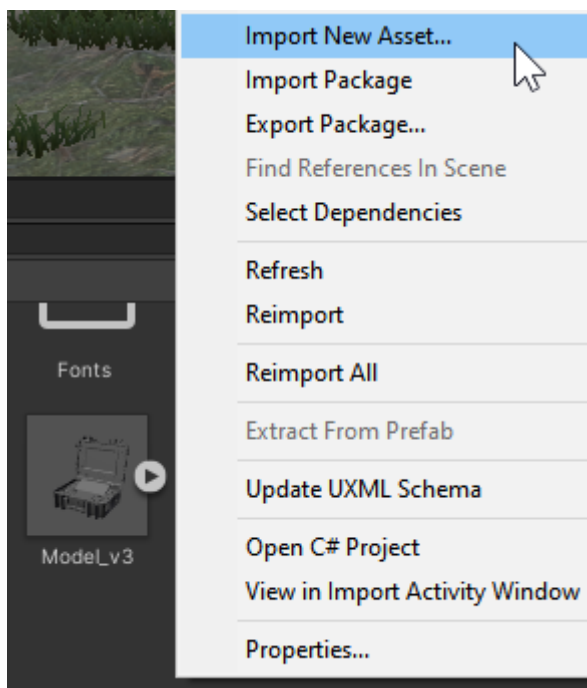 Import New Asset...
Import Package
Export Package...
Find References In Scene
Select Dependencies
Refresh
Reimport
Reimport All
Extract From Prefab
Update UXML Schema
Open C# Project
View in Import Activity Window
Properties...
Fonts
Model_v3